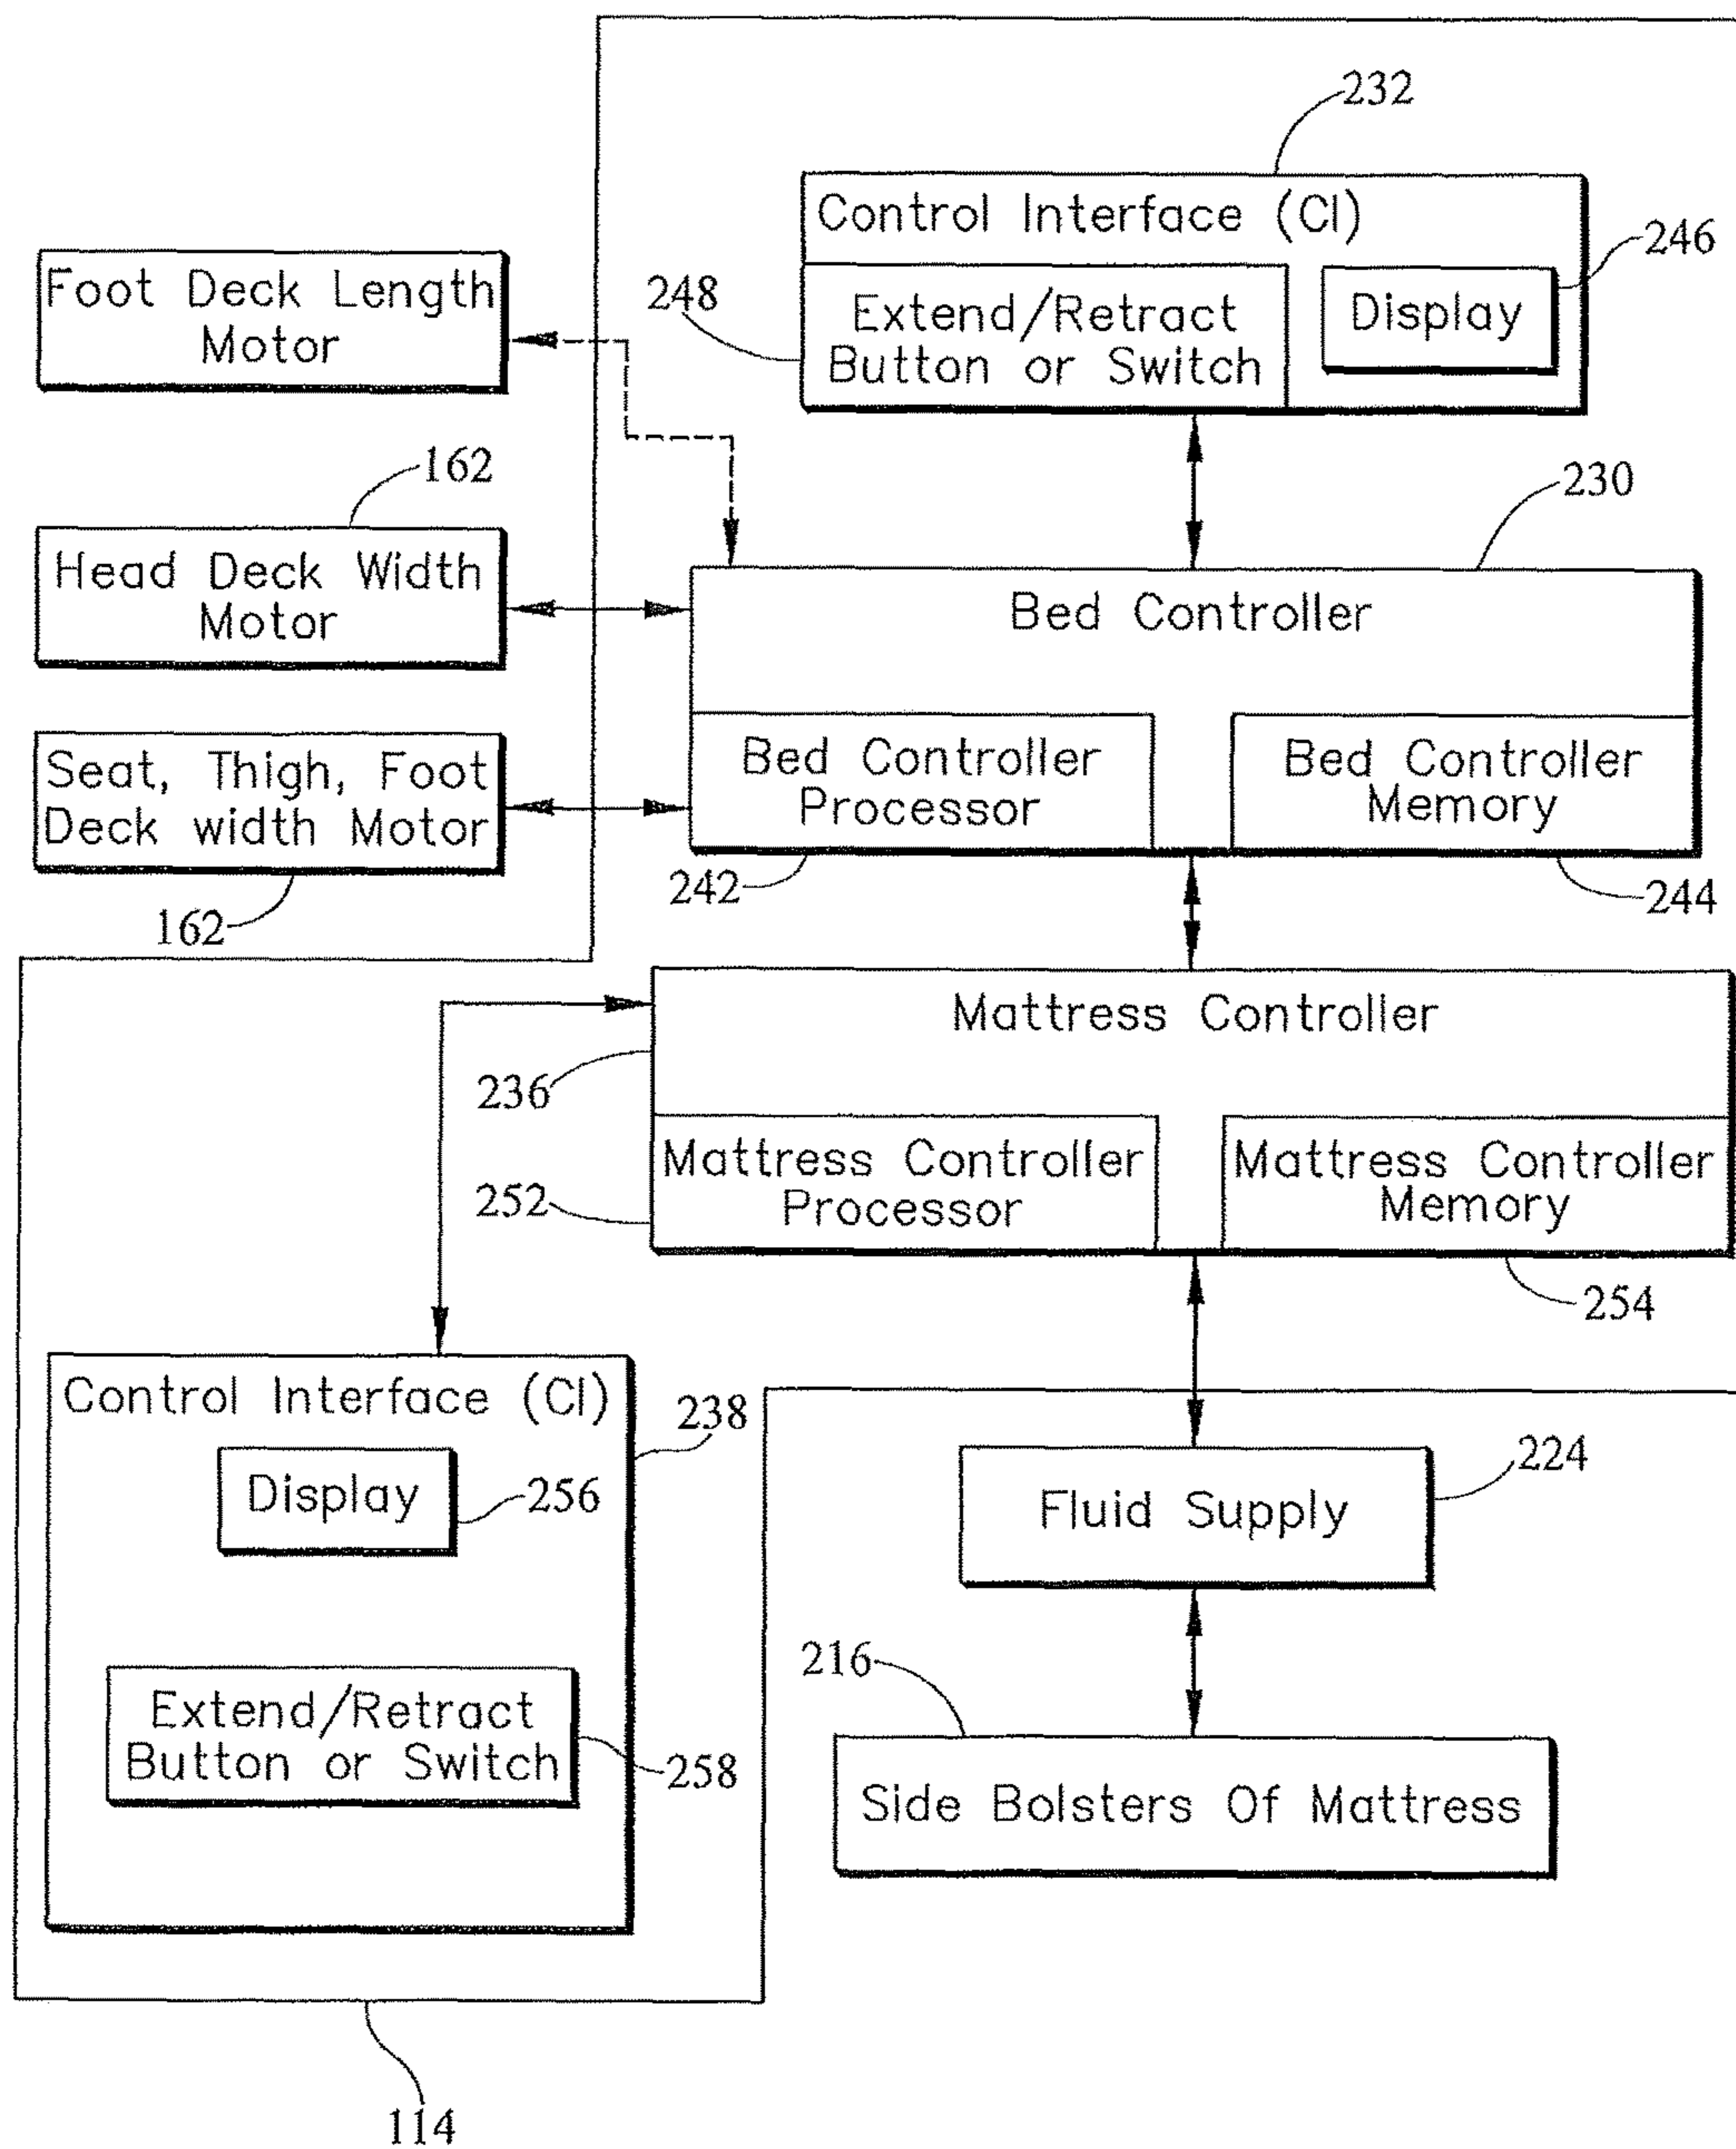 232
Control Interface (CI)
246
248
Extend/Retract
Button or Switch
Display
Foot Deck Length
Motor
162
Head Deck Width
Motor
230
Bed Controller
Seat, Thigh, Foot
Deck width Motor
162
Bed Controller
Processor
Bed Controller
Memory
242
244
Mattress Controller
236
Mattress Controller
Processor
Mattress Controller
Memory
252
254
Control Interface (CI)
238
Display
256
Extend/Retract
Button or Switch
258
224
Fluid Supply
216
Side Bolsters Of Mattress
114